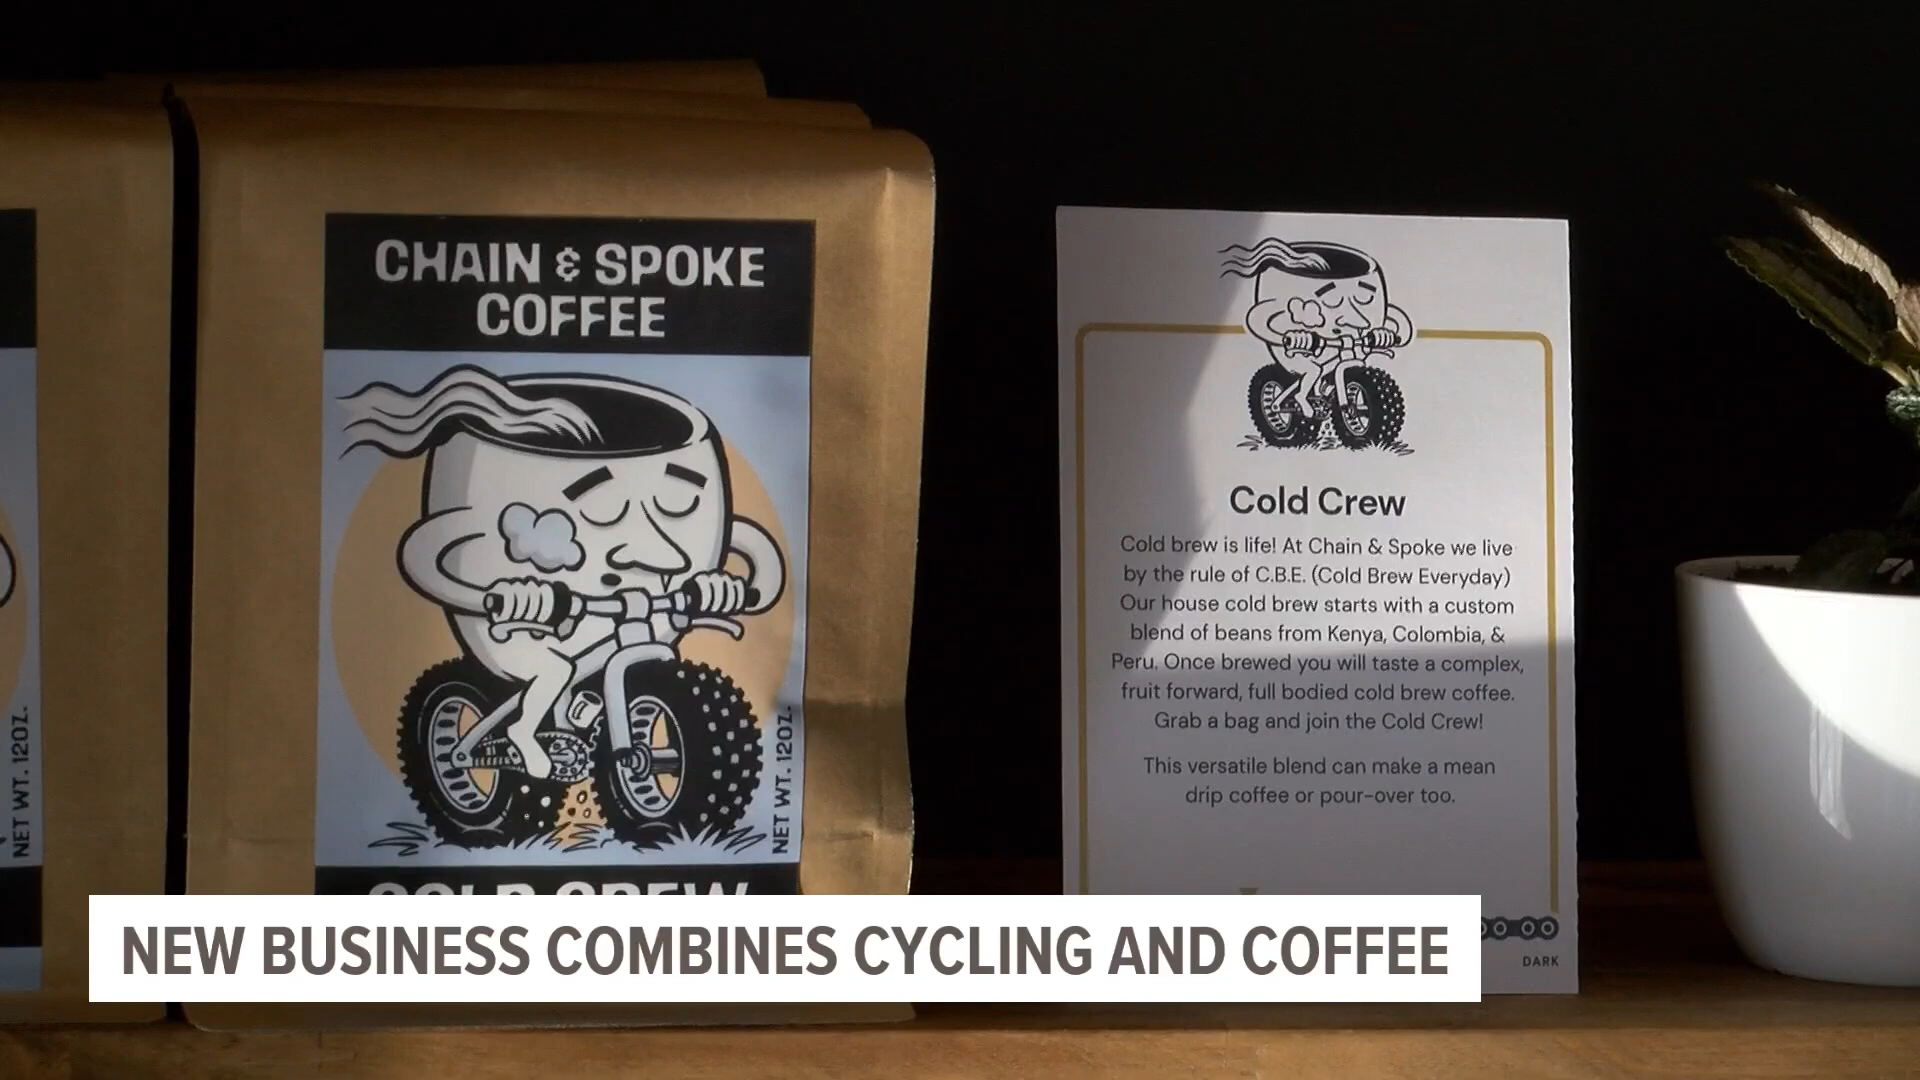 CHAIN & SPOKE
COFFEE
NET WT. 12OZ.
NET WT. 12OZ.
COLD CREW
Cold Crew
Cold brew is life! At Chain & Spoke we live
by the rule of C.B.E. (Cold Brew Everyday)
Our house cold brew starts with a custom
blend of beans from Kenya, Colombia, &
Peru. Once brewed you will taste a complex,
fruit forward, full bodied cold brew coffee.
Grab a bag and join the Cold Crew!
This versatile blend can make a mean
drip coffee or pour-over too.
DARK
NEW BUSINESS COMBINES CYCLING AND COFFEE